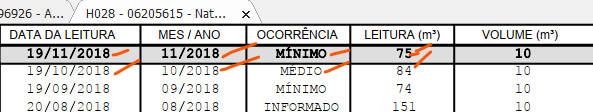 96926 - A... × H028 - 06205615 - Nat... ×
DATA DA LEITURA MES / ANO OCORRÊNCIA LEITURA (m³) VOLUME (m³)
19/11/2018 11/2018 MÍNIMO 75 10
19/10/2018 10/2018 MÉDIO 84 10
19/09/2018 09/2018 MÍNIMO 74 10
20/08/2018 08/2018 INFORMADO 151 10